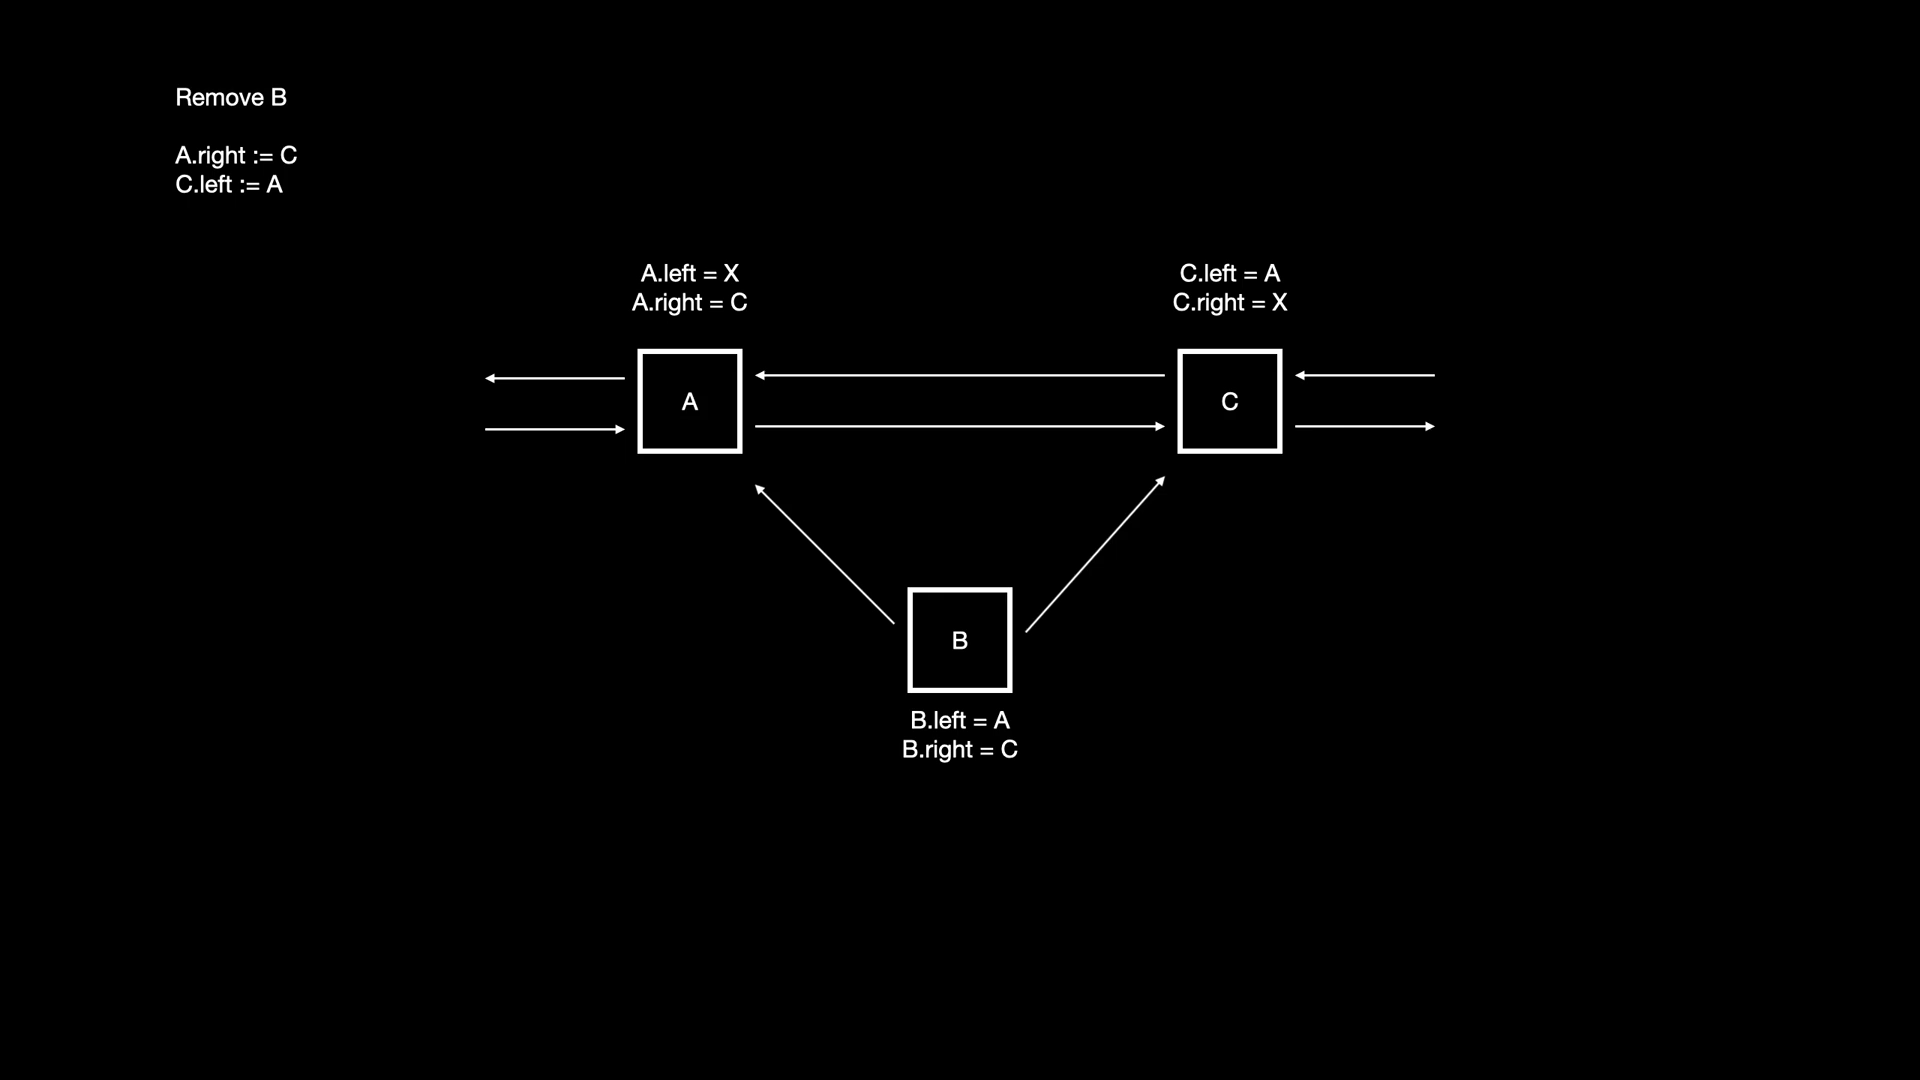 Remove B
A.right := C
C.left := A
A.left = X
A.right = C
C.left = A
C.right = X
A
C
B
B.left = A
B.right = C